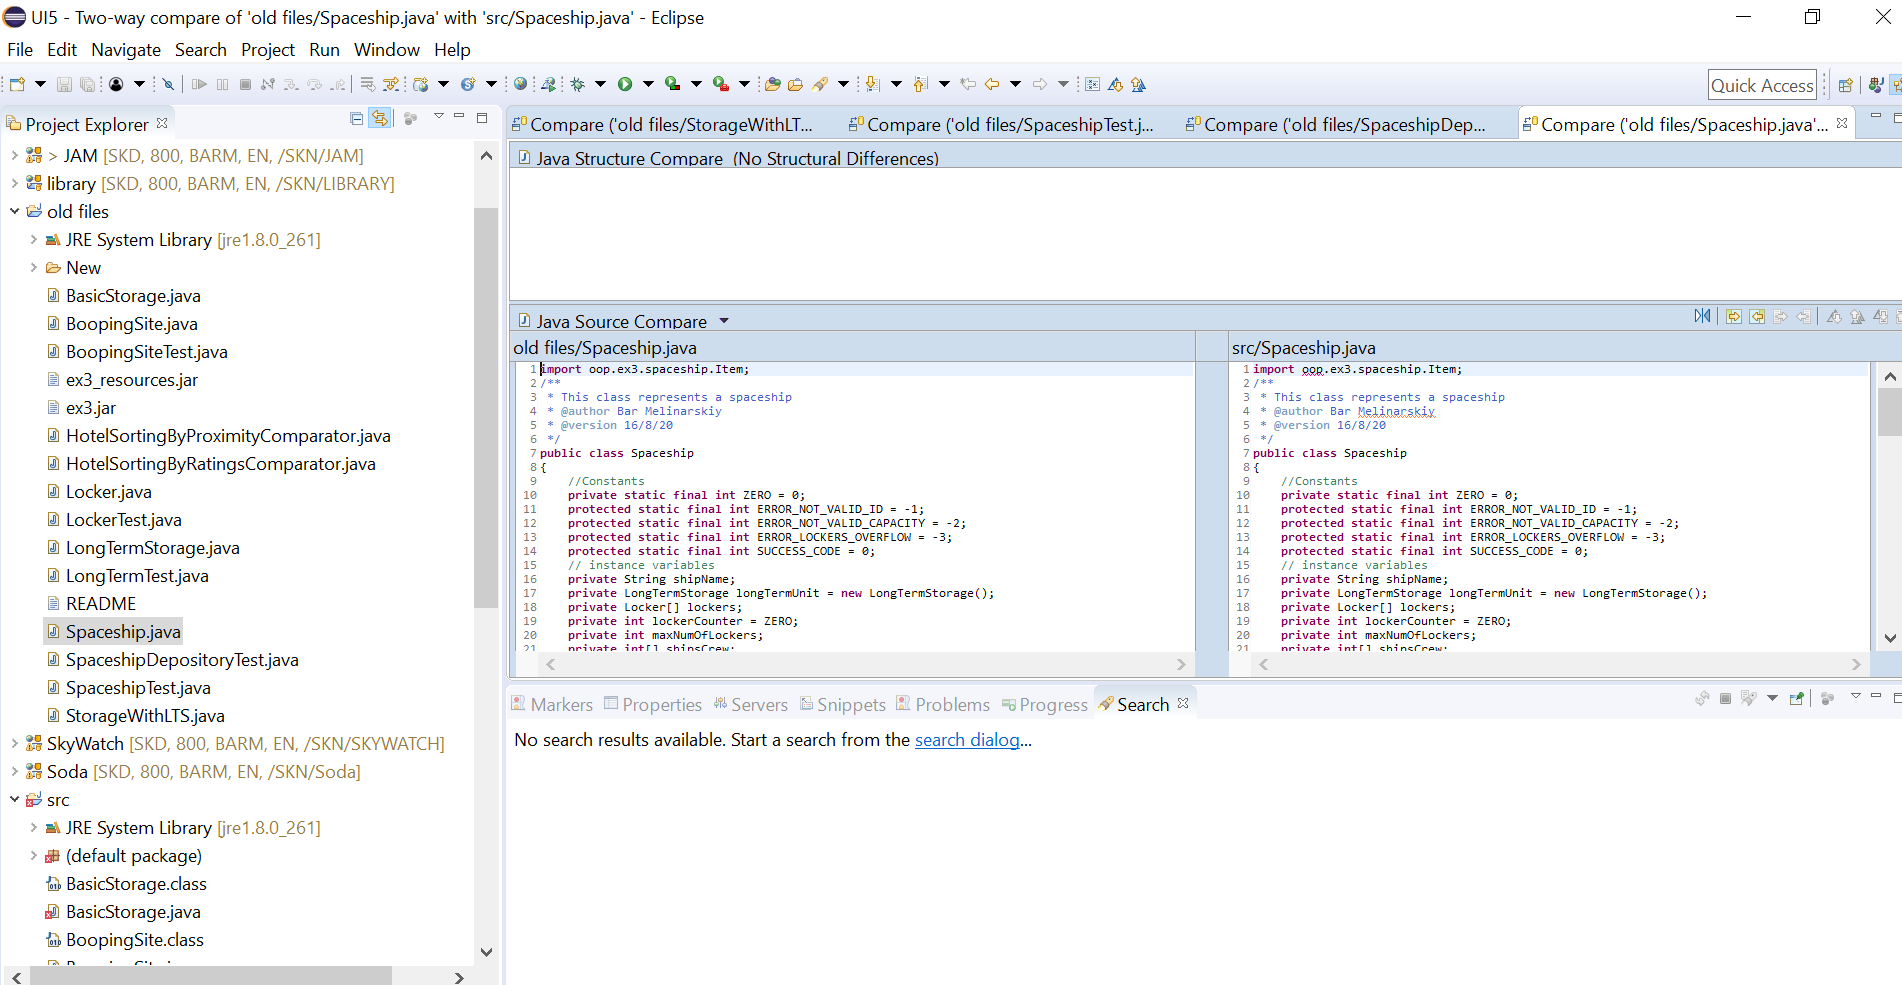 UI5 - Two-way compare of 'old files/Spaceship.java' with 'src/Spaceship.java' - Eclipse
File Edit Navigate Search Project Run Window Help
Quick Access
Project Explorer
> JAM [SKD, 800, BARM, EN, /SKN/JAM]
library [SKD, 800, BARM, EN, /SKN/LIBRARY]
old files
JRE System Library [jre1.8.0_261]
New
BasicStorage.java
BoopingSite.java
BoopingSiteTest.java
ex3_resources.jar
ex3.jar
HotelSortingByProximityComparator.java
HotelSortingByRatingsComparator.java
Locker.java
LockerTest.java
LongTermStorage.java
LongTermTest.java
README
Spaceship.java
SpaceshipDepositoryTest.java
SpaceshipTest.java
StorageWithLTS.java
SkyWatch [SKD, 800, BARM, EN, /SKN/SKYWATCH]
Soda [SKD, 800, BARM, EN, /SKN/Soda]
src
JRE System Library [jre1.8.0_261]
(default package)
BasicStorage.class
BasicStorage.java
BoopingSite.class
Compare ('old files/StorageWithLT...
Compare ('old files/SpaceshipTest.j...
Compare ('old files/SpaceshipDep...
Compare ('old files/Spaceship.java'...
Java Structure Compare (No Structural Differences)
Java Source Compare
old files/Spaceship.java
1 import oop.ex3.spaceship.Item;
2 /**
3 * This class represents a spaceship
4 * @author Bar Melinarskiy
5 * @version 16/8/20
6 */
7 public class Spaceship
8 {
9 //Constants
10 private static final int ZERO = 0;
11 protected static final int ERROR_NOT_VALID_ID = -1;
12 protected static final int ERROR_NOT_VALID_CAPACITY = -2;
13 protected static final int ERROR_LOCKERS_OVERFLOW = -3;
14 protected static final int SUCCESS_CODE = 0;
15 // instance variables
16 private String shipName;
17 private LongTermStorage longTermUnit = new LongTermStorage();
18 private Locker[] lockers;
19 private int lockerCounter = ZERO;
20 private int maxNumOfLockers;
21 private int[] shipsCrew;
src/Spaceship.java
1 import oop.ex3.spaceship.Item;
2 /**
3 * This class represents a spaceship
4 * @author Bar Melinarskiy
5 * @version 16/8/20
6 */
7 public class Spaceship
8 {
9 //Constants
10 private static final int ZERO = 0;
11 protected static final int ERROR_NOT_VALID_ID = -1;
12 protected static final int ERROR_NOT_VALID_CAPACITY = -2;
13 protected static final int ERROR_LOCKERS_OVERFLOW = -3;
14 protected static final int SUCCESS_CODE = 0;
15 // instance variables
16 private String shipName;
17 private LongTermStorage longTermUnit = new LongTermStorage();
18 private Locker[] lockers;
19 private int lockerCounter = ZERO;
20 private int maxNumOfLockers;
21 private int[] shipsCrew;
Markers Properties Servers Snippets Problems Progress Search
No search results available. Start a search from the search dialog...